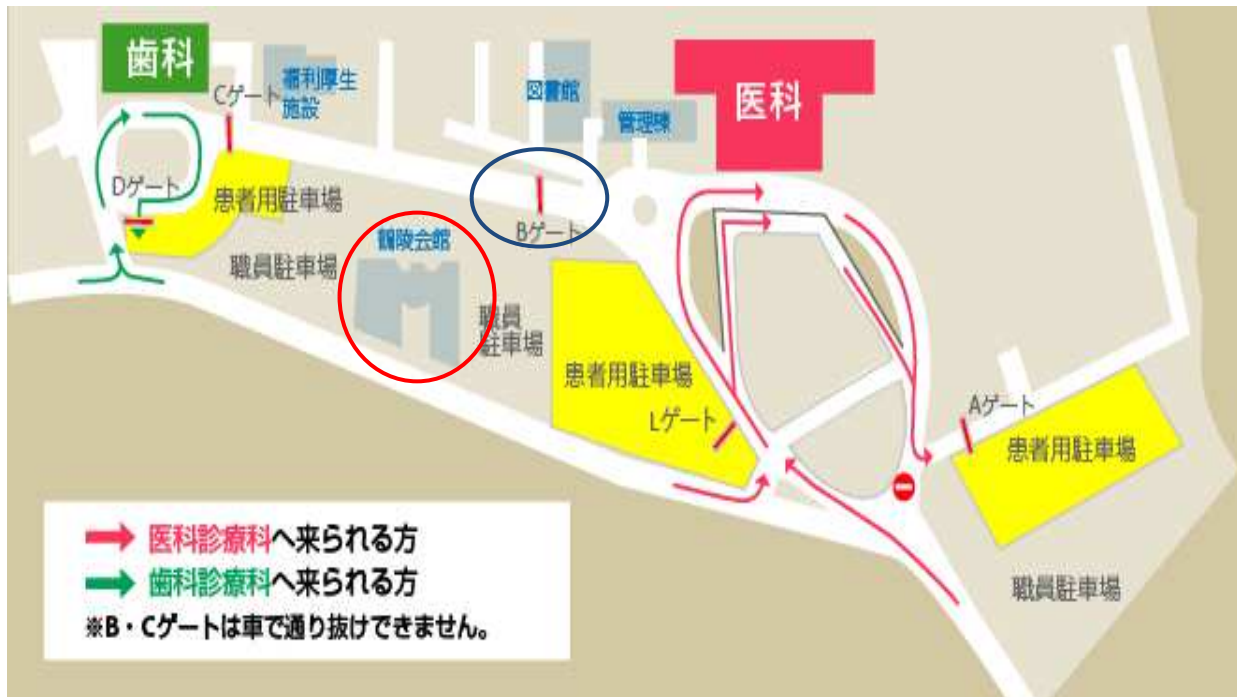 歯科
Cゲート
福利厚生
施設
図書館
管理棟
医科
Dゲート
患者用駐車場
Bゲート
鶴陵会館
職員駐車場
職員
駐車場
患者用駐車場
Lゲート
Aゲート
患者用駐車場
職員駐車場
医科診療科へ来られる方
歯科診療科へ来られる方
※B・Cゲートは車で通り抜けできません。